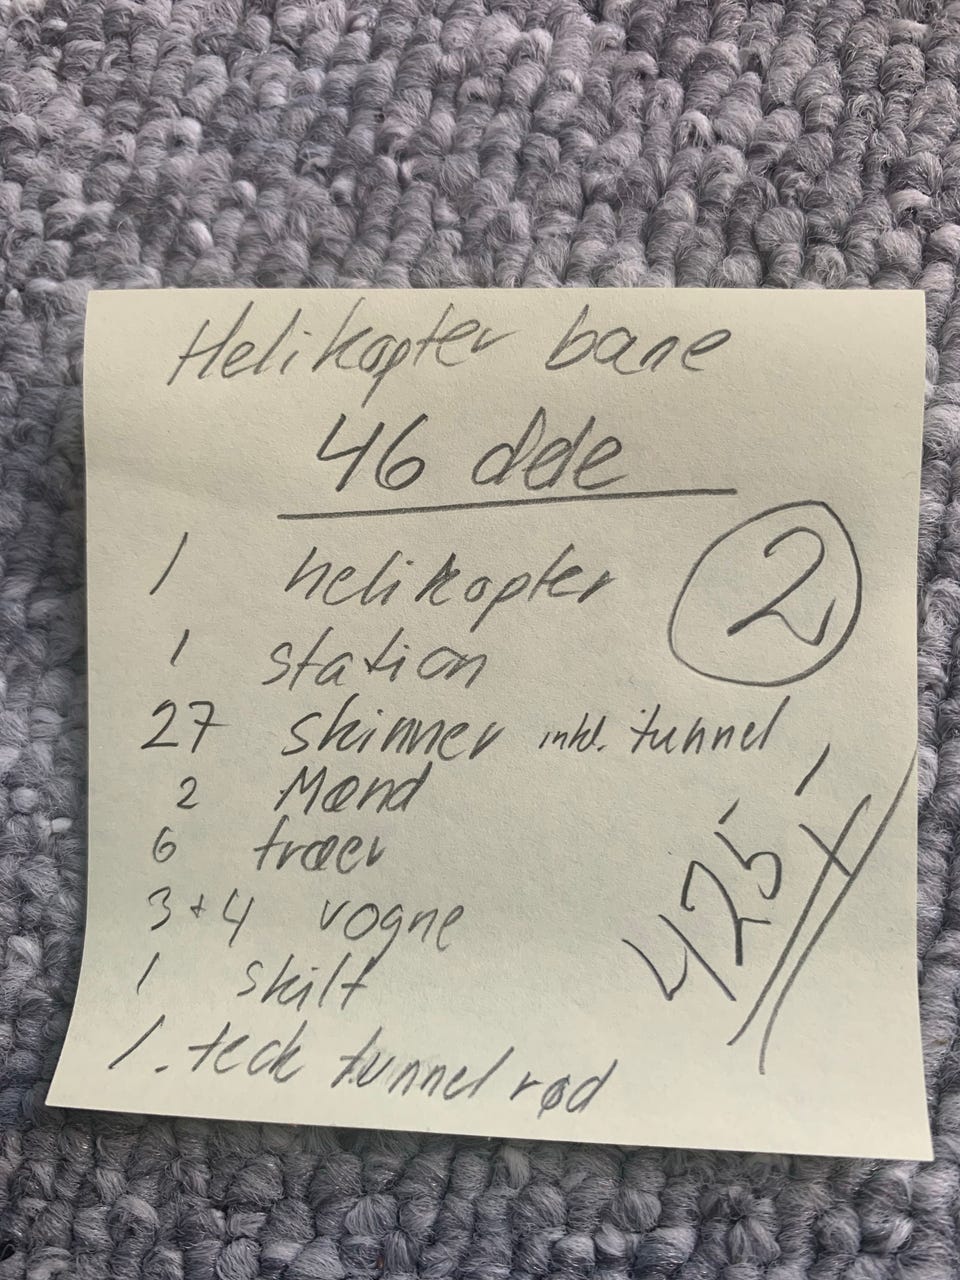 Helikopter bane
46 dele
1 helikopter
2
1 station
27 skinner inkl. tunnel
2 Mænd
6 træer
3+4 vogne
425
1 skilt
1. teck tunnel rød